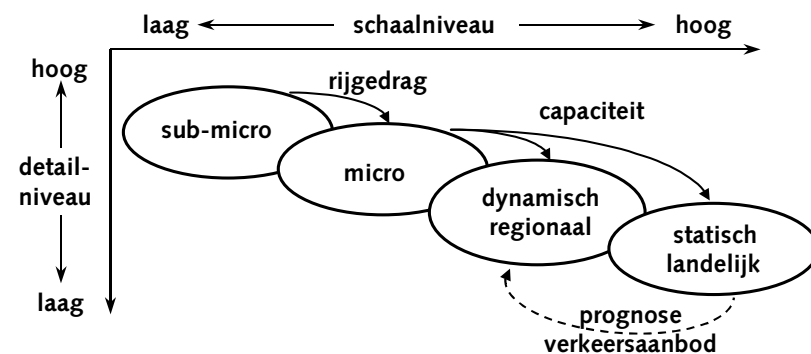 laag schaalniveau hoog
hoog
rijgedrag
capaciteit
sub-micro
detail-
niveau
micro
dynamisch
regionaal
statisch
landelijk
laag
prognose
verkeersaanbod